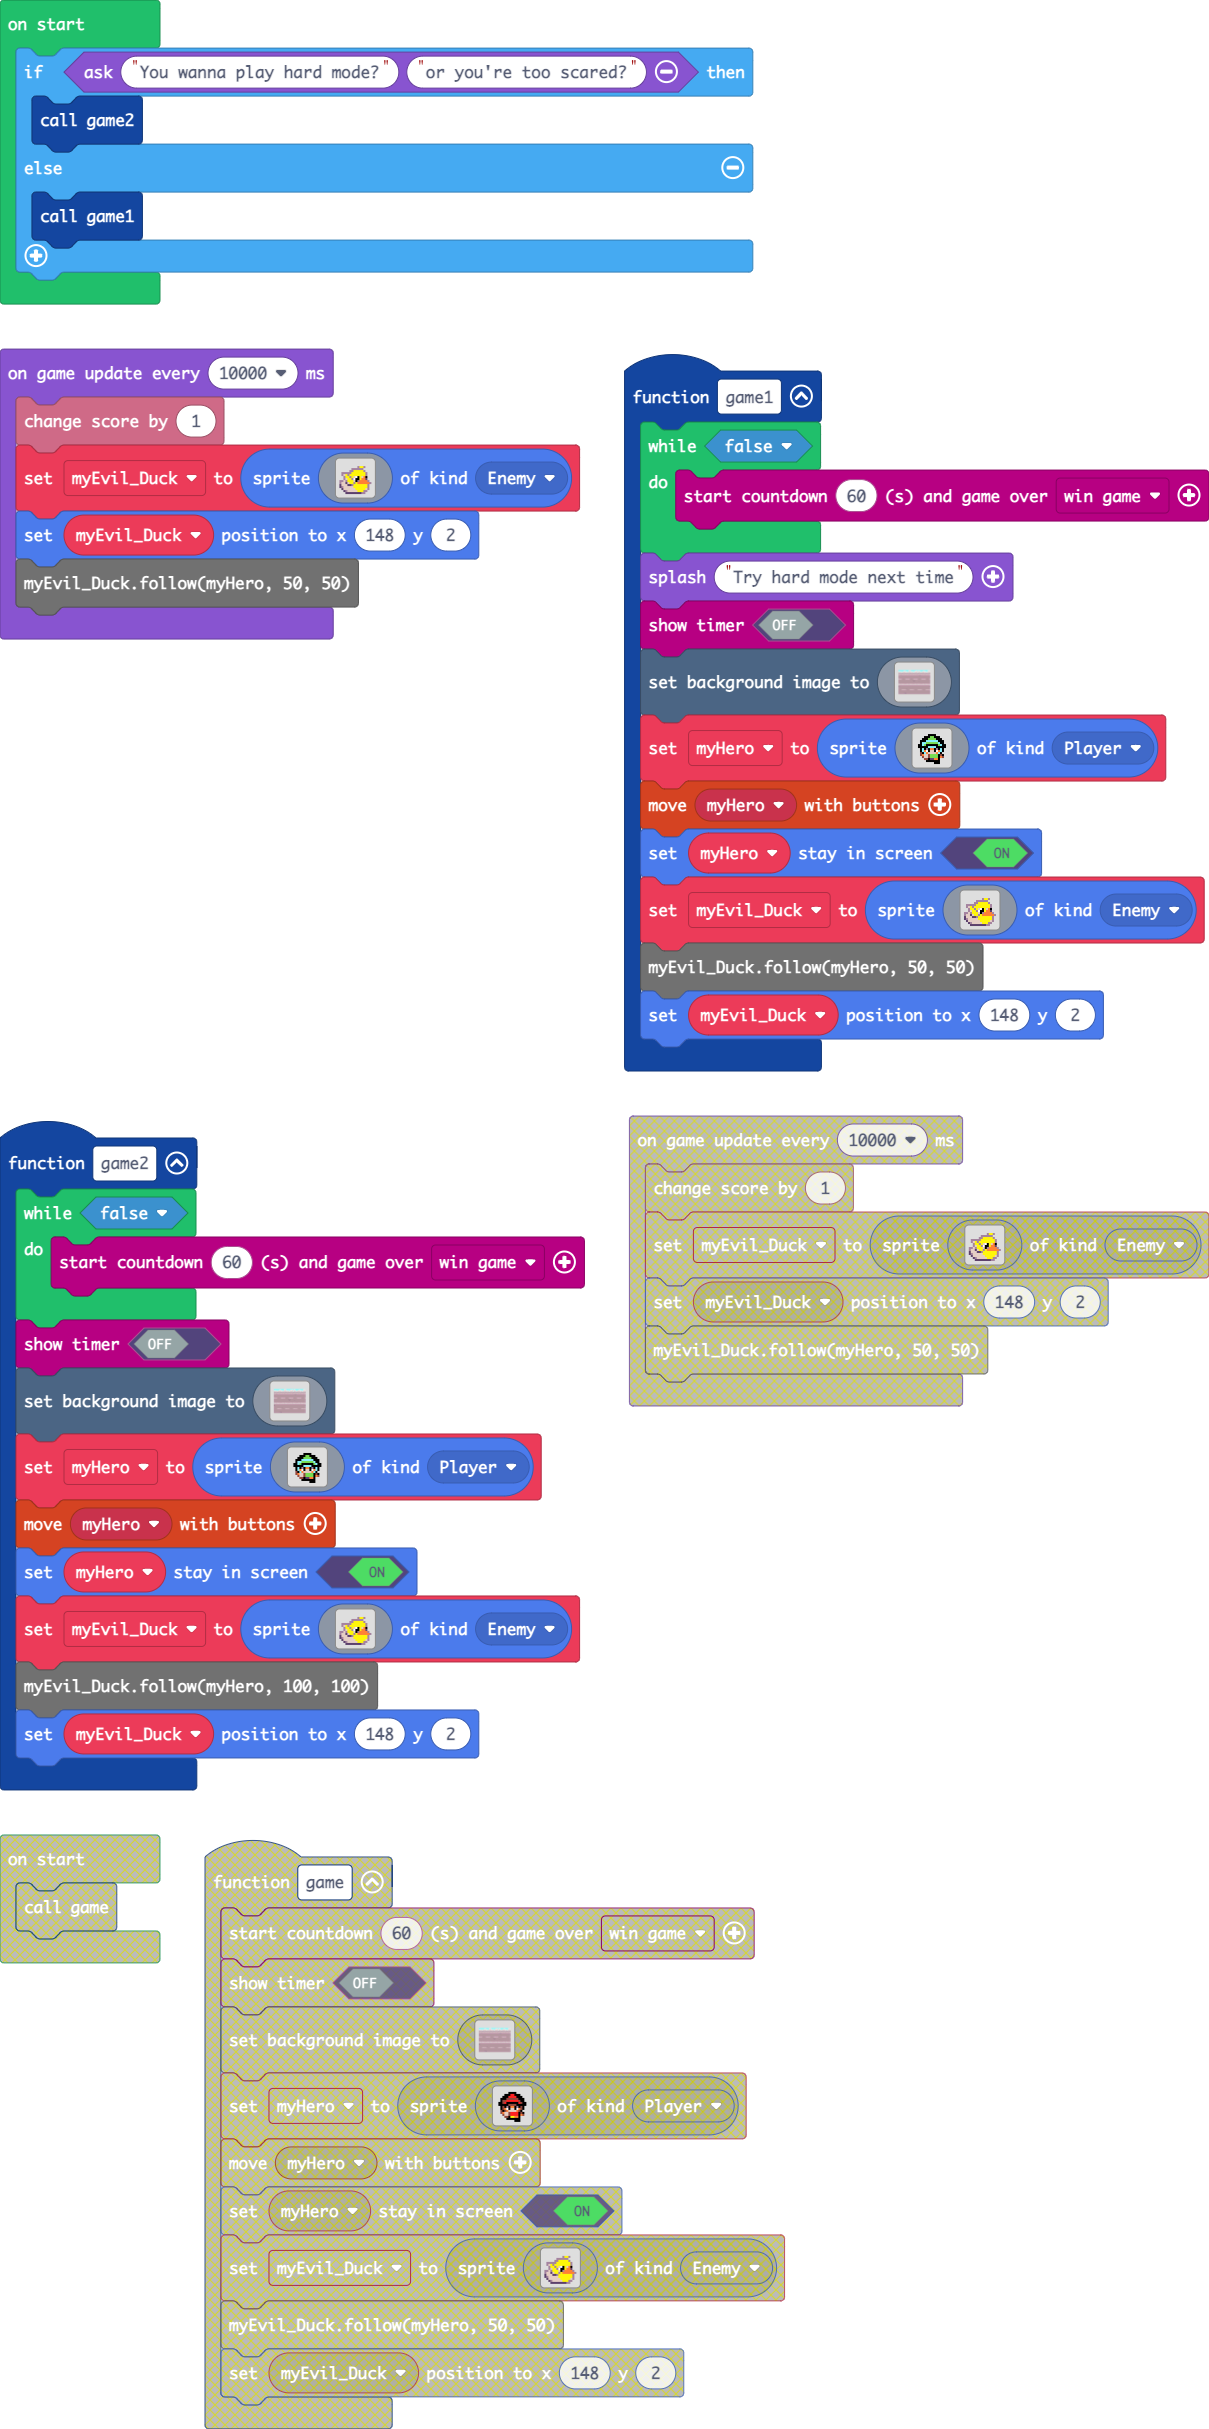 on start
if ask "You wanna play hard mode?" "or you're too scared?" then
call game2
else
call game1
on game update every 10000 ms
change score by 1
set myEvil_Duck to sprite of kind Enemy
set myEvil_Duck position to x 148 y 2
myEvil_Duck.follow(myHero, 50, 50)
function game1
while false
do start countdown 60 (s) and game over win game
splash "Try hard mode next time"
show timer OFF
set background image to
set myHero to sprite of kind Player
move myHero with buttons
set myHero stay in screen ON
set myEvil_Duck to sprite of kind Enemy
myEvil_Duck.follow(myHero, 50, 50)
set myEvil_Duck position to x 148 y 2
function game2
while false
do start countdown 60 (s) and game over win game
show timer OFF
set background image to
set myHero to sprite of kind Player
move myHero with buttons
set myHero stay in screen ON
set myEvil_Duck to sprite of kind Enemy
myEvil_Duck.follow(myHero, 100, 100)
set myEvil_Duck position to x 148 y 2
on game update every 10000 ms
change score by 1
set myEvil_Duck to sprite of kind Enemy
set myEvil_Duck position to x 148 y 2
myEvil_Duck.follow(myHero, 50, 50)
on start
call game
function game
start countdown 60 (s) and game over win game
show timer OFF
set background image to
set myHero to sprite of kind Player
move myHero with buttons
set myHero stay in screen ON
set myEvil_Duck to sprite of kind Enemy
myEvil_Duck.follow(myHero, 50, 50)
set myEvil_Duck position to x 148 y 2